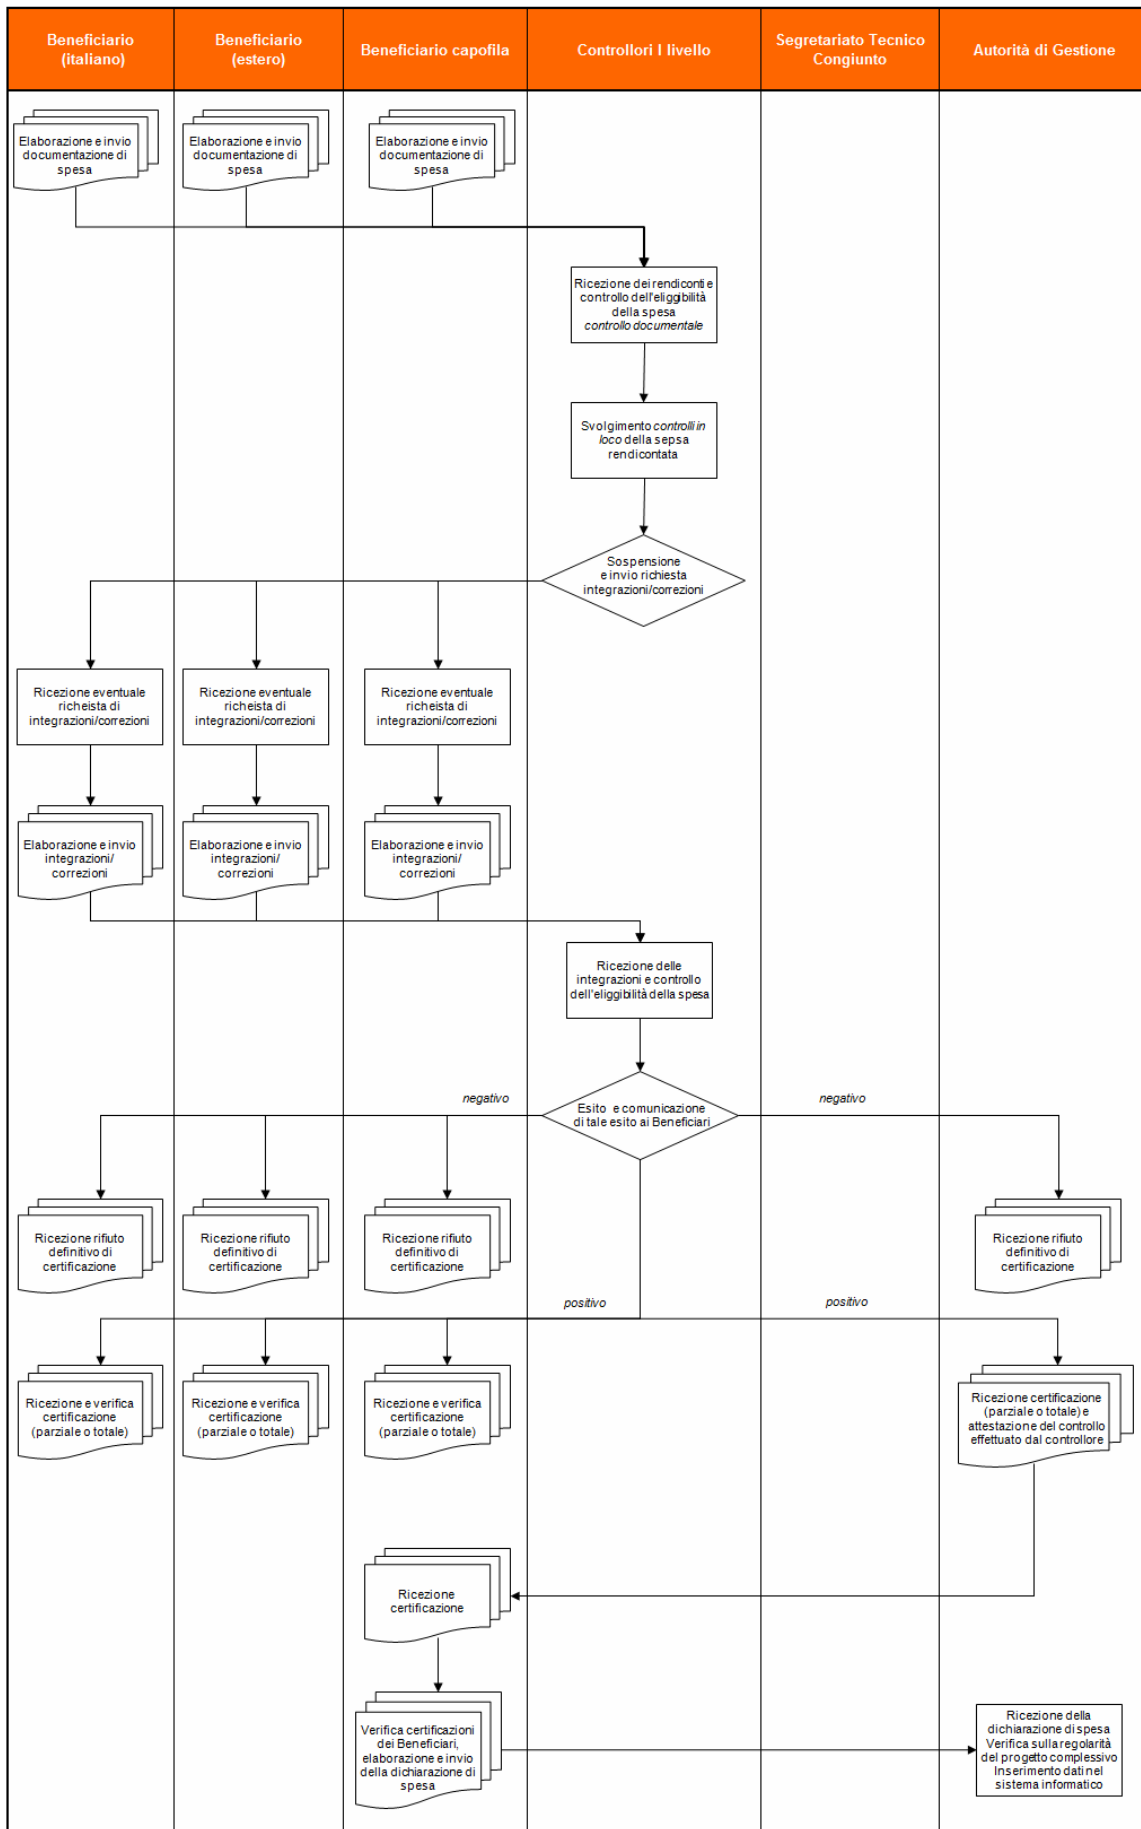 Beneficiario
(italiano)
Beneficiario
(estero)
Beneficiario capofila
Controllori I livello
Segretariato Tecnico
Congiunto
Autorità di Gestione
Elaborazione e invio
documentazione di
spesa
Elaborazione e invio
documentazione di
spesa
Elaborazione e invio
documentazione di
spesa
Ricezione dei rendiconti e
controllo dell'eliggibilità
della spesa
controllo documentale
Svolgimento controlli in
loco della sepsa
rendicontata
Sospensione
e invio richiesta
integrazioni/correzioni
Ricezione eventuale
richeista di
integrazioni/correzioni
Ricezione eventuale
richeista di
integrazioni/correzioni
Ricezione eventuale
richeista di
integrazioni/correzioni
Elaborazione e invio
integrazioni/
correzioni
Elaborazione e invio
integrazioni/
correzioni
Elaborazione e invio
integrazioni/
correzioni
Ricezione delle
integrazioni e controllo
dell'eliggibilità della spesa
negativo
Esito e comunicazione
di tale esito ai Beneficiari
negativo
Ricezione rifiuto
definitivo di
certificazione
Ricezione rifiuto
definitivo di
certificazione
Ricezione rifiuto
definitivo di
certificazione
Ricezione rifiuto
definitivo di
certificazione
positivo
positivo
Ricezione e verifica
certificazione
(parziale o totale)
Ricezione e verifica
certificazione
(parziale o totale)
Ricezione e verifica
certificazione
(parziale o totale)
Ricezione certificazione
(parziale o totale) e
attestazione del controllo
effettuato dal controllore
Ricezione
certificazione
Verifica certificazioni
dei Beneficiari,
elaborazione e invio
della dichiarazione di
spesa
Ricezione della
dichiarazione di spesa
Verifica sulla regolarità
del progetto complessivo
Inserimento dati nel
sistema informatico